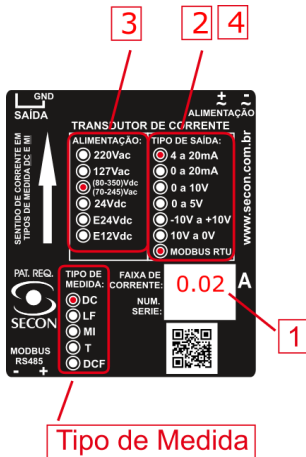 3
2 4
GND
SAÍDA
+ -
~ ~
ALIMENTAÇÃO
TRANSDUTOR DE CORRENTE
SENTIDO DE CORRENTE EM
TIPOS DE MEDIDA DC E MI
ALIMENTAÇÃO:
220Vac
127Vac
(80-350)Vdc
(70-245)Vac
24Vdc
E24Vdc
E12Vdc
TIPO DE SAÍDA:
4 a 20mA
0 a 20mA
0 a 10V
0 a 5V
-10V a +10V
10V a 0V
MODBUS RTU
www.secon.com.br
PAT. REQ.
SECON
MODBUS
RS485
- +
TIPO DE
MEDIDA:
DC
LF
MI
T
DCF
FAIXA DE
CORRENTE:
0.02 A
NUM.
SERIE:
1
Tipo de Medida